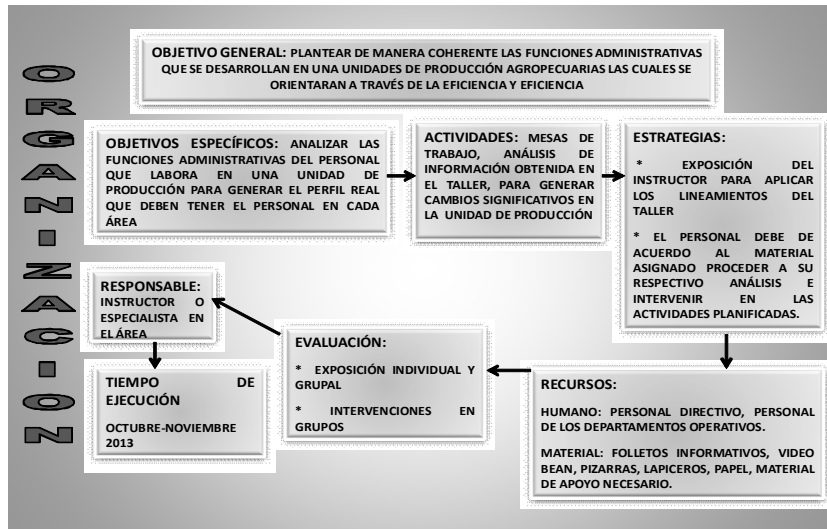 ORGANIZACION
OBJETIVO GENERAL: PLANTEAR DE MANERA COHERENTE LAS FUNCIONES ADMINISTRATIVAS
QUE SE DESARROLLAN EN UNA UNIDADES DE PRODUCCIÓN AGROPECUARIAS LAS CUALES SE
ORIENTARAN A TRAVÉS DE LA EFICIENCIA Y EFICIENCIA
OBJETIVOS ESPECÍFICOS: ANALIZAR LAS
FUNCIONES ADMINISTRATIVAS DEL PERSONAL
QUE LABORA EN UNA UNIDAD DE
PRODUCCIÓN PARA GENERAR EL PERFIL REAL
QUE DEBEN TENER EL PERSONAL EN CADA
ÁREA
ACTIVIDADES: MESAS DE
TRABAJO, ANÁLISIS DE
INFORMACIÓN OBTENIDA EN
EL TALLER, PARA GENERAR
CAMBIOS SIGNIFICATIVOS EN
LA UNIDAD DE PRODUCCIÓN
ESTRATEGIAS:
* EXPOSICIÓN DEL
INSTRUCTOR PARA APLICAR
LOS LINEAMIENTOS DEL
TALLER
* EL PERSONAL DEBE DE
ACUERDO AL MATERIAL
ASIGNADO PROCEDER A SU
RESPECTIVO ANÁLISIS E
INTERVENIR EN LAS
ACTIVIDADES PLANIFICADAS.
RECURSOS:
HUMANO: PERSONAL DIRECTIVO, PERSONAL
DE LOS DEPARTAMENTOS OPERATIVOS.
MATERIAL: FOLLETOS INFORMATIVOS, VIDEO
BEAN, PIZARRAS, LAPICEROS, PAPEL, MATERIAL
DE APOYO NECESARIO.
EVALUACIÓN:
* EXPOSICIÓN INDIVIDUAL Y
GRUPAL
* INTERVENCIONES EN
GRUPOS
RESPONSABLE:
INSTRUCTOR O
ESPECIALISTA EN
EL ÁREA
TIEMPO DE
EJECUCIÓN
OCTUBRE-NOVIEMBRE
2013